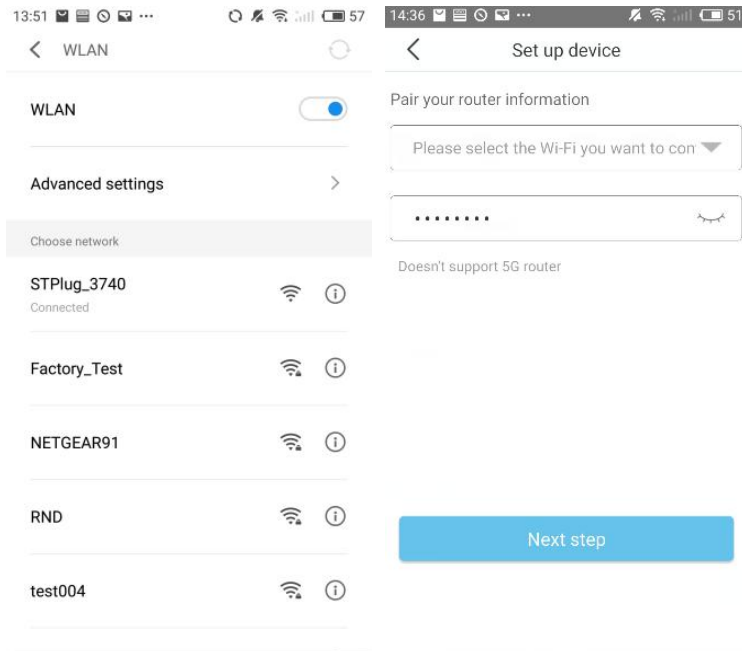 13:51 ... 57
WLAN
WLAN
Advanced settings
Choose network
STPlug_3740
Connected
Factory_Test
NETGEAR91
RND
test004
14:36 ... 51
Set up device
Pair your router information
Please select the Wi-Fi you want to con
••••••••
Doesn't support 5G router
Next step